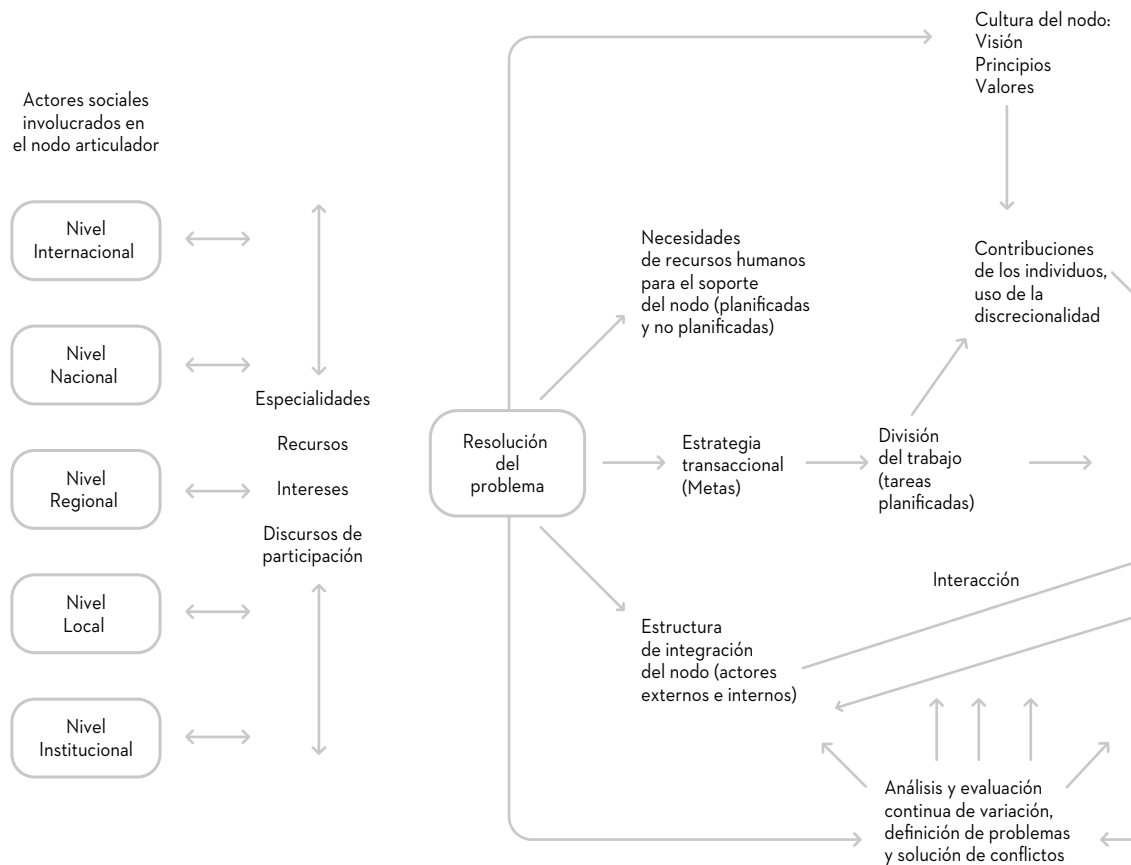 Actores sociales
involucrados en
el nodo articulador
Nivel
Internacional
Nivel
Nacional
Nivel
Regional
Nivel
Local
Nivel
Institucional
Especialidades
Recursos
Intereses
Discursos de
participación
Resolución
del
problema
Cultura del nodo:
Visión
Principios
Valores
Necesidades
de recursos humanos
para el soporte
del nodo (planificadas
y no planificadas)
Contribuciones
de los individuos,
uso de la
discrecionalidad
Estrategia
transaccional
(Metas)
División
del trabajo
(tareas
planificadas)
Interacción
Estructura
de integración
del nodo (actores
externos e internos)
Análisis y evaluación
continua de variación,
definición de problemas
y solución de conflictos